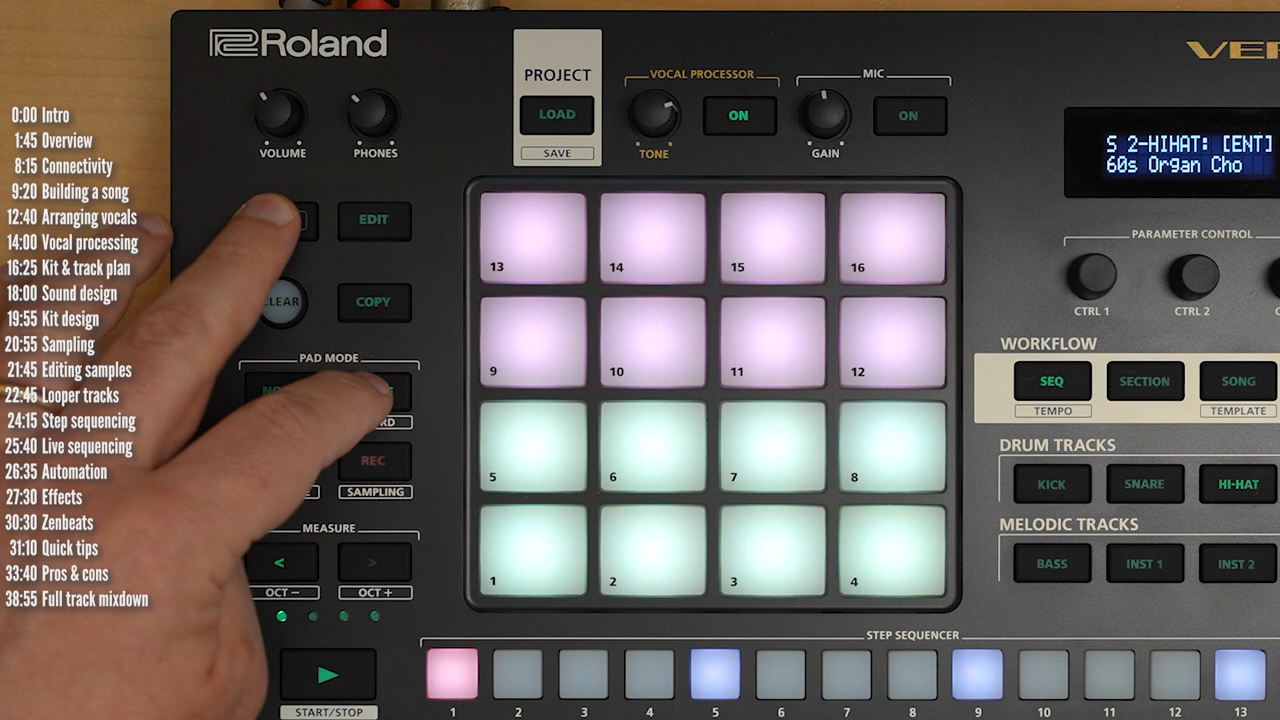 Roland
VER
VOLUME
PHONES
PROJECT
LOAD
SAVE
VOCAL PROCESSOR
TONE
ON
MIC
GAIN
ON
S 2-HIHAT: [ENT]
60s Organ Cho
0:00 Intro
1:45 Overview
8:15 Connectivity
9:20 Building a song
12:40 Arranging vocals
14:00 Vocal processing
16:25 Kit & track plan
18:00 Sound design
19:55 Kit design
20:55 Sampling
21:45 Editing samples
22:45 Looper tracks
24:15 Step sequencing
25:40 Live sequencing
26:35 Automation
27:30 Effects
30:30 Zenbeats
31:10 Quick tips
33:40 Pros & cons
38:55 Full track mixdown
EDIT
LEAR
COPY
PAD MODE
NO
RD
REC
SAMPLING
MEASURE
<
>
OCT –
OCT +
START/STOP
13
14
15
16
9
10
11
12
5
6
7
8
1
2
3
4
PARAMETER CONTROL
CTRL 1
CTRL 2
C
WORKFLOW
SEQ
SECTION
SONG
TEMPO
TEMPLATE
DRUM TRACKS
KICK
SNARE
HI-HAT
MELODIC TRACKS
BASS
INST 1
INST 2
STEP SEQUENCER
1
2
3
4
5
6
7
8
9
10
11
12
13